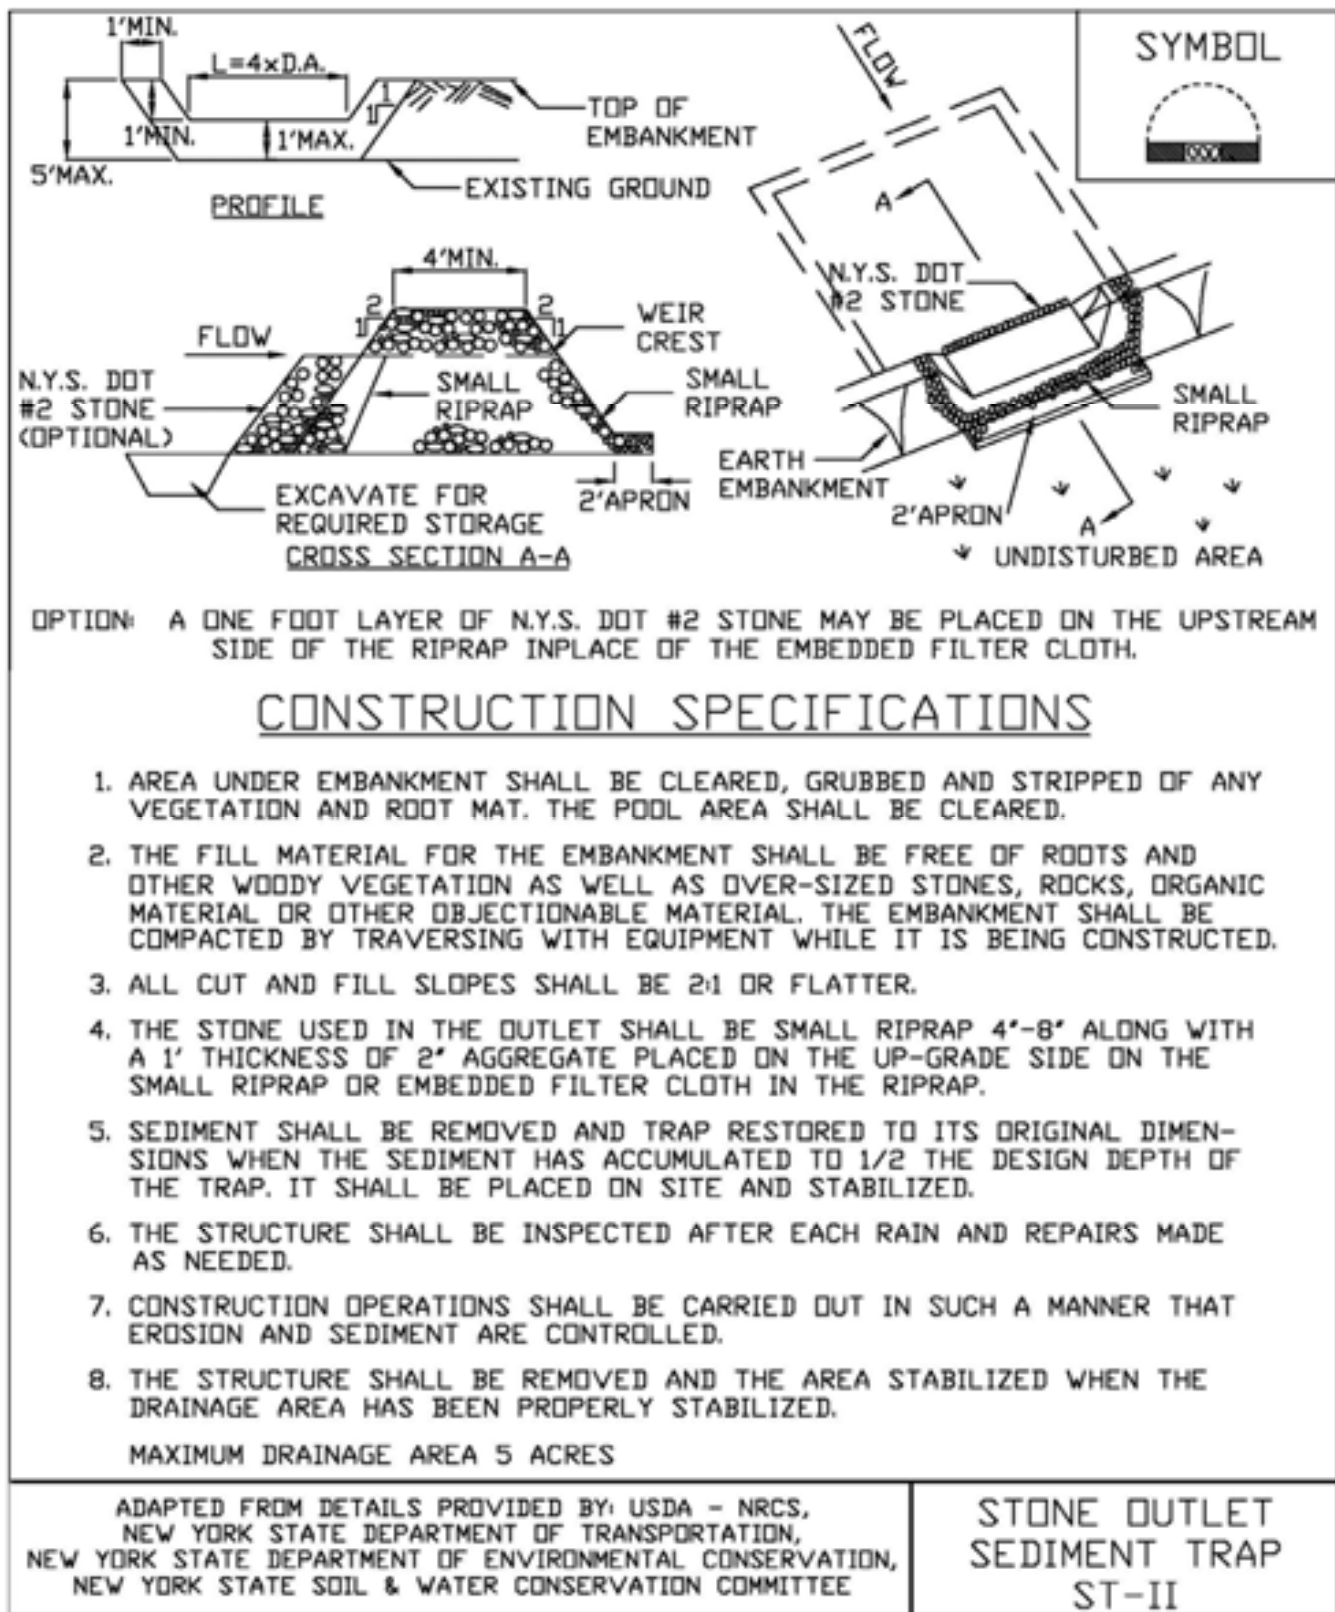 1'MIN.
L=4xD.A.
1
1
TOP OF
EMBANKMENT
1'MIN.
1'MAX.
5'MAX.
EXISTING GROUND
PROFILE
FLOW
SYMBOL
A
4'MIN.
2
1
2
1
WEIR
CREST
FLOW
N.Y.S. DOT
#2 STONE
(OPTIONAL)
SMALL
RIPRAP
SMALL
RIPRAP
EXCAVATE FOR
REQUIRED STORAGE
2'APRON
CROSS SECTION A-A
N.Y.S. DOT
#2 STONE
SMALL
RIPRAP
EARTH
EMBANKMENT
2'APRON
A
UNDISTURBED AREA
OPTION: A ONE FOOT LAYER OF N.Y.S. DOT #2 STONE MAY BE PLACED ON THE UPSTREAM
SIDE OF THE RIPRAP INPLACE OF THE EMBEDDED FILTER CLOTH.
CONSTRUCTION SPECIFICATIONS
1. AREA UNDER EMBANKMENT SHALL BE CLEARED, GRUBBED AND STRIPPED OF ANY
VEGETATION AND ROOT MAT. THE POOL AREA SHALL BE CLEARED.
2. THE FILL MATERIAL FOR THE EMBANKMENT SHALL BE FREE OF ROOTS AND
OTHER WOODY VEGETATION AS WELL AS OVER-SIZED STONES, ROCKS, ORGANIC
MATERIAL OR OTHER OBJECTIONABLE MATERIAL. THE EMBANKMENT SHALL BE
COMPACTED BY TRAVERSING WITH EQUIPMENT WHILE IT IS BEING CONSTRUCTED.
3. ALL CUT AND FILL SLOPES SHALL BE 2:1 OR FLATTER.
4. THE STONE USED IN THE OUTLET SHALL BE SMALL RIPRAP 4"-8" ALONG WITH
A 1' THICKNESS OF 2" AGGREGATE PLACED ON THE UP-GRADE SIDE ON THE
SMALL RIPRAP OR EMBEDDED FILTER CLOTH IN THE RIPRAP.
5. SEDIMENT SHALL BE REMOVED AND TRAP RESTORED TO ITS ORIGINAL DIMEN-
SIONS WHEN THE SEDIMENT HAS ACCUMULATED TO 1/2 THE DESIGN DEPTH OF
THE TRAP. IT SHALL BE PLACED ON SITE AND STABILIZED.
6. THE STRUCTURE SHALL BE INSPECTED AFTER EACH RAIN AND REPAIRS MADE
AS NEEDED.
7. CONSTRUCTION OPERATIONS SHALL BE CARRIED OUT IN SUCH A MANNER THAT
EROSION AND SEDIMENT ARE CONTROLLED.
8. THE STRUCTURE SHALL BE REMOVED AND THE AREA STABILIZED WHEN THE
DRAINAGE AREA HAS BEEN PROPERLY STABILIZED.
MAXIMUM DRAINAGE AREA 5 ACRES
ADAPTED FROM DETAILS PROVIDED BY: USDA - NRCS,
NEW YORK STATE DEPARTMENT OF TRANSPORTATION,
NEW YORK STATE DEPARTMENT OF ENVIRONMENTAL CONSERVATION,
NEW YORK STATE SOIL & WATER CONSERVATION COMMITTEE
STONE OUTLET
SEDIMENT TRAP
ST-II